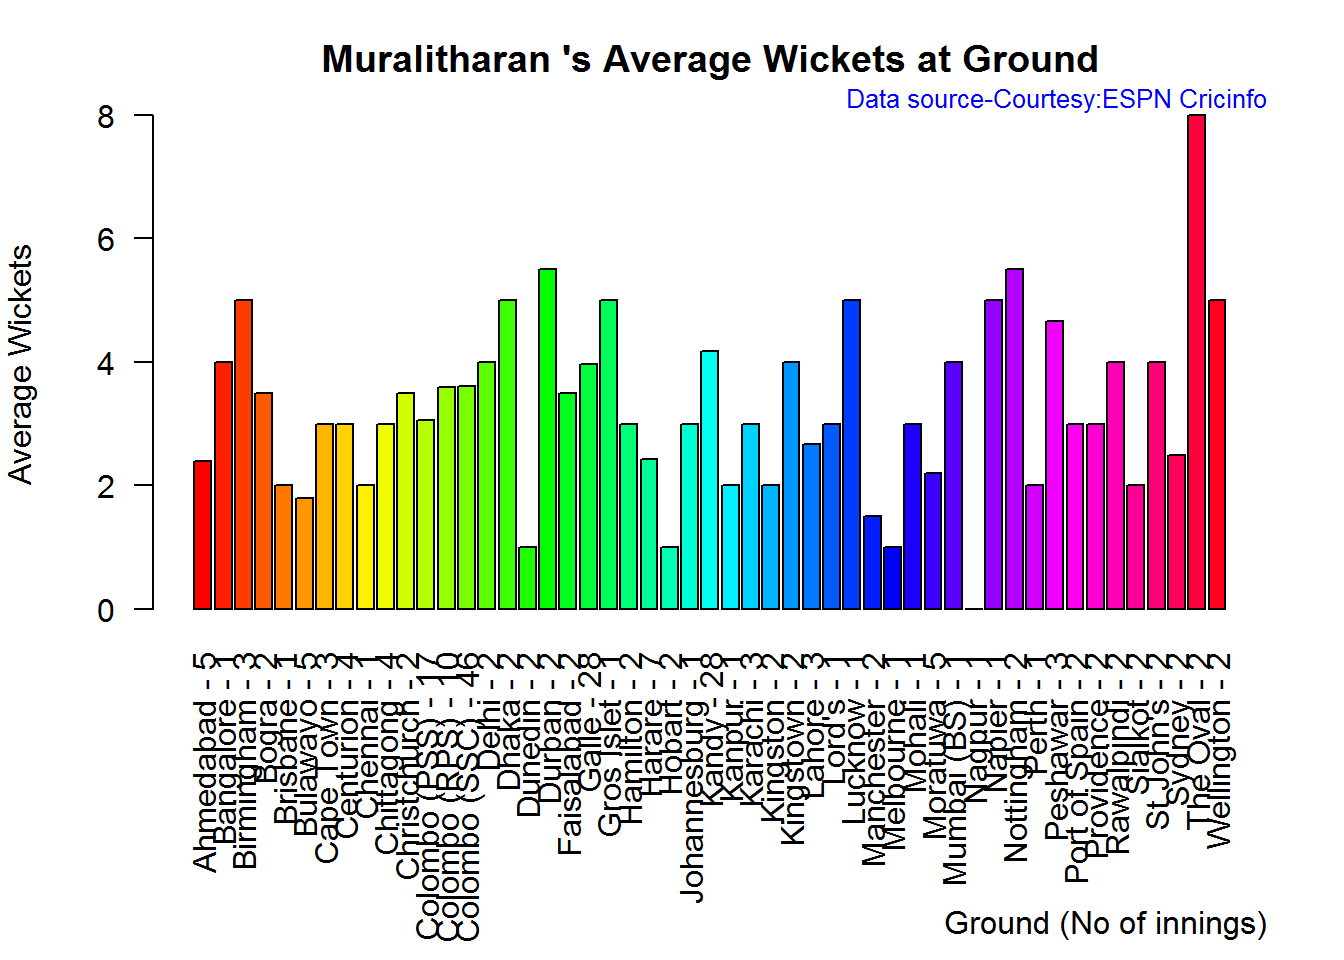 Muralitharan 's Average Wickets at Ground
Data source-Courtesy:ESPN Cricinfo
Average Wickets
8
6
4
2
0
Ahmedabad - 5
Bangalore - 1
Birmingham - 3
Bogra - 2
Brisbane - 1
Bulawayo - 5
Cape Town - 3
Centurion - 4
Chennai - 1
Chittagong - 4
Christchurch - 2
Colombo (PSS) - 17
Colombo (RPS) - 10
Colombo (SSC) - 46
Delhi - 2
Dhaka - 2
Dunedin - 2
Durban - 2
Faisalabad - 2
Galle - 28
Gros Islet - 1
Hamilton - 2
Harare - 7
Hobart - 2
Johannesburg - 1
Kandy - 28
Kanpur - 1
Karachi - 3
Kingston - 2
Kingstown - 2
Lahore - 3
Lord's - 1
Lucknow - 1
Manchester - 2
Melbourne - 1
Mohali - 1
Moratuwa - 5
Mumbai (BS) - 1
Nagpur - 1
Napier - 1
Nottingham - 2
Perth - 1
Peshawar - 3
Port of Spain - 2
Providence - 2
Rawalpindi - 2
Sialkot - 2
St John's - 2
Sydney - 2
The Oval - 2
Wellington - 2
Ground (No of innings)